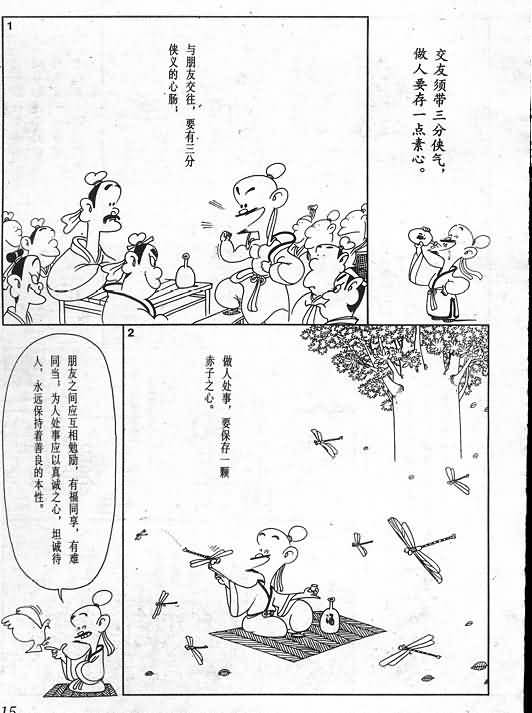 交友须带三分侠气，
做人要存一点素心。
1
与朋友交往，要有三分
侠义的心肠；
2
做人处事，要保存一颗
赤子之心。
朋友之间应互相勉励，有福同享，有难
同当。为人处事应以真诚之心，坦诚待
人，永远保持着善良的本性。
酒
15